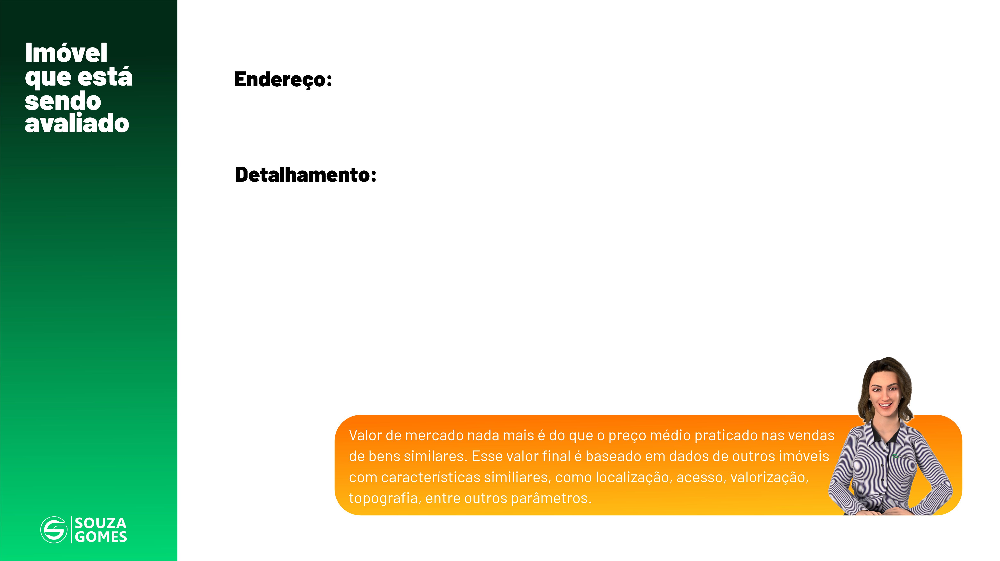 Imóvel
que está
sendo
avaliado
Endereço:
Detalhamento:
Valor de mercado nada mais é do que o preço médio praticado nas vendas
de bens similares. Esse valor final é baseado em dados de outros imóveis
com características similiares, como localização, acesso, valorização,
topografia, entre outros parâmetros.
SOUZA
GOMES